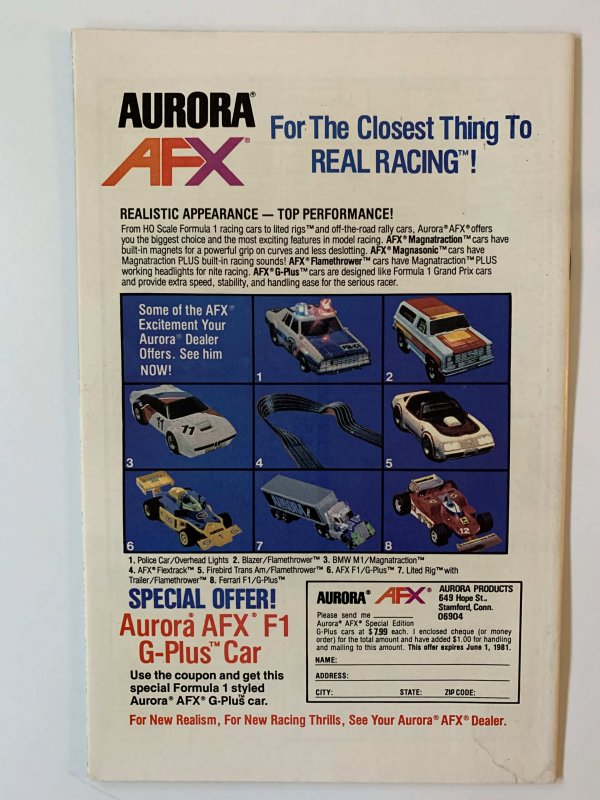 AURORA®
AFX®
For The Closest Thing To
REAL RACING™!
REALISTIC APPEARANCE — TOP PERFORMANCE!
From HO Scale Formula 1 racing cars to lited rigs™ and off-the-road rally cars, Aurora® AFX® offers
you the biggest choice and the most exciting features in model racing. AFX® Magnatraction™ cars have
built-in magnets for a powerful grip on curves and less deslotting. AFX® Magnasonic™ cars have
Magnatraction PLUS built-in racing sounds! AFX® Flamethrower™ cars have Magnatraction™ PLUS
working headlights for nite racing. AFX® G-Plus™ cars are designed like Formula 1 Grand Prix cars
and provide extra speed, stability, and handling ease for the serious racer.
Some of the AFX®
Excitement Your
Aurora® Dealer
Offers. See him
NOW!
POLICE
1
2
11
11
3
4
5
6
AURORA
7
12
8
1. Police Car/Overhead Lights 2. Blazer/Flamethrower™ 3. BMW M1/Magnatraction™
4. AFX® Flextrack™ 5. Firebird Trans Am/Flamethrower™ 6. AFX F1/G-Plus™ 7. Lited Rig™ with
Trailer/Flamethrower™ 8. Ferrari F1/G-Plus™
SPECIAL OFFER!
Aurora® AFX® F1
G-Plus™ Car
Use the coupon and get this
special Formula 1 styled
Aurora® AFX® G-Plus™ car.
AURORA® AFX®
AURORA PRODUCTS
649 Hope St.,
Stamford, Conn.
06904
Please send me
Aurora® AFX® Special Edition
G-Plus cars at $7.99 each. I enclosed cheque (or money
order) for the total amount and have added $1.00 for handling
and mailing to this amount. This offer expires June 1, 1981.
NAME:
ADDRESS:
CITY: STATE: ZIP CODE:
For New Realism, For New Racing Thrills, See Your Aurora® AFX® Dealer.